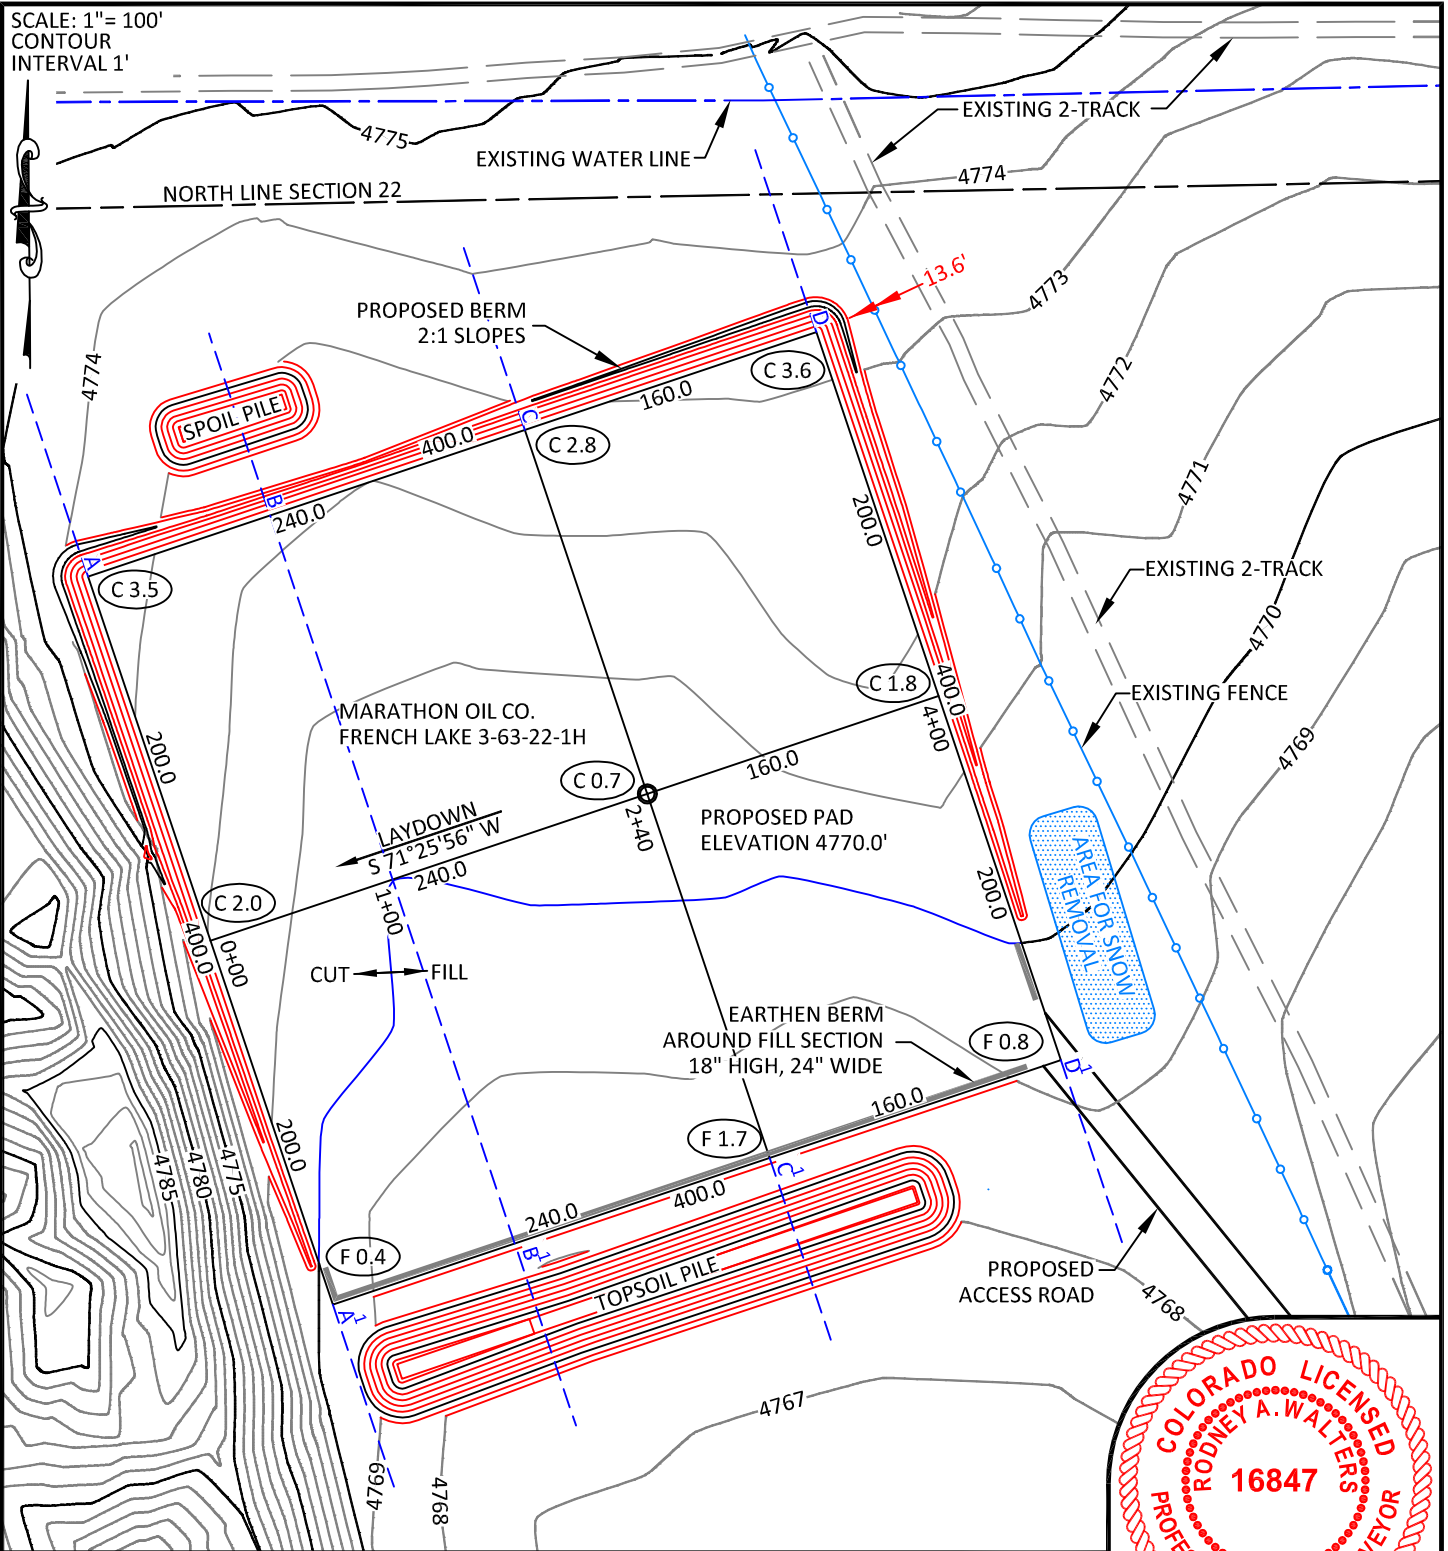 SCALE: 1"= 100'
CONTOUR
INTERVAL 1'
4775
EXISTING WATER LINE
EXISTING 2-TRACK
NORTH LINE SECTION 22
4774
13.6'
4773
PROPOSED BERM
2:1 SLOPES
4774
D
C 3.6
4772
SPOIL PILE
160.0
C
400.0
C 2.8
4771
B
240.0
200.0
A
C 3.5
EXISTING 2-TRACK
4770
C 1.8
400.0
4+00
EXISTING FENCE
MARATHON OIL CO.
FRENCH LAKE 3-63-22-1H
200.0
4769
C 0.7
160.0
2+40
PROPOSED PAD
ELEVATION 4770.0'
LAYDOWN
S 71°25'56" W
240.0
1+00
AREA FOR SNOW
REMOVAL
200.0
C 2.0
400.0
0+00
CUT
FILL
EARTHEN BERM
AROUND FILL SECTION
18" HIGH, 24" WIDE
F 0.8
D1
160.0
F 1.7
C1
200.0
4785
4780
4775
400.0
240.0
F 0.4
B1
TOPSOIL PILE
A1
PROPOSED
ACCESS ROAD
4768
4767
4769
4768
COLORADO LICENSED
RODNEY A. WALTERS
16847